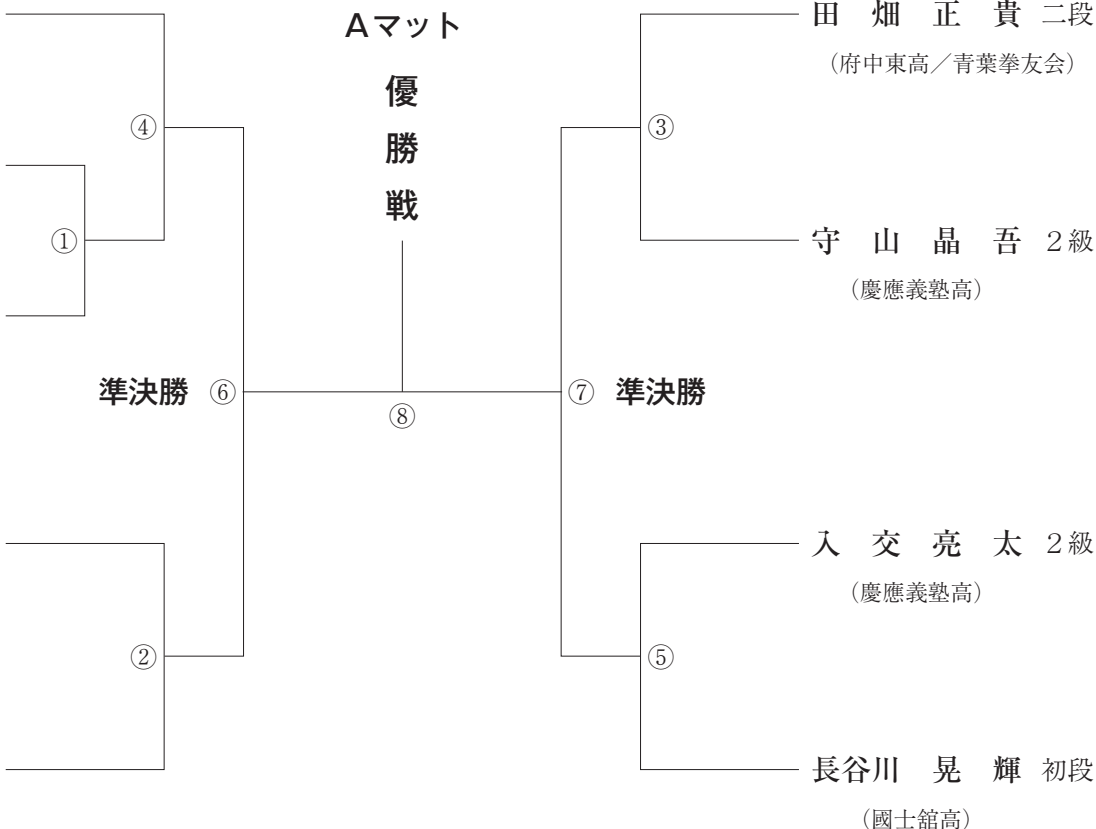 Aマット
優勝戦
④
①
準決勝 ⑥
②
⑧
⑦ 準決勝
③
⑤
田畑正貴 二段
（府中東高／青葉拳友会）
守山晶吾 2級
（慶應義塾高）
入交亮太 2級
（慶應義塾高）
長谷川晃輝 初段
（國士舘高）